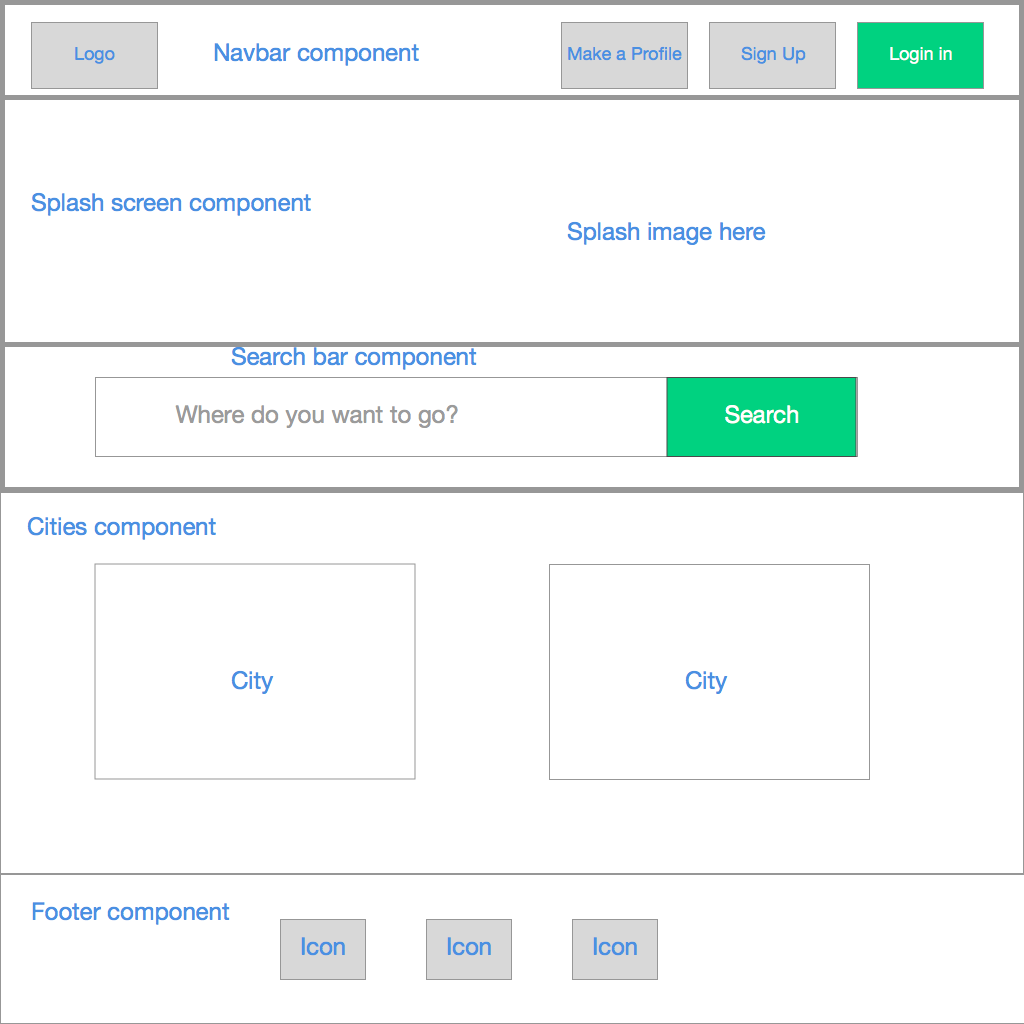 Logo
Navbar component
Make a Profile
Sign Up
Login in
Splash screen component
Splash image here
Search bar component
Where do you want to go?
Search
Cities component
City
City
Footer component
Icon
Icon
Icon